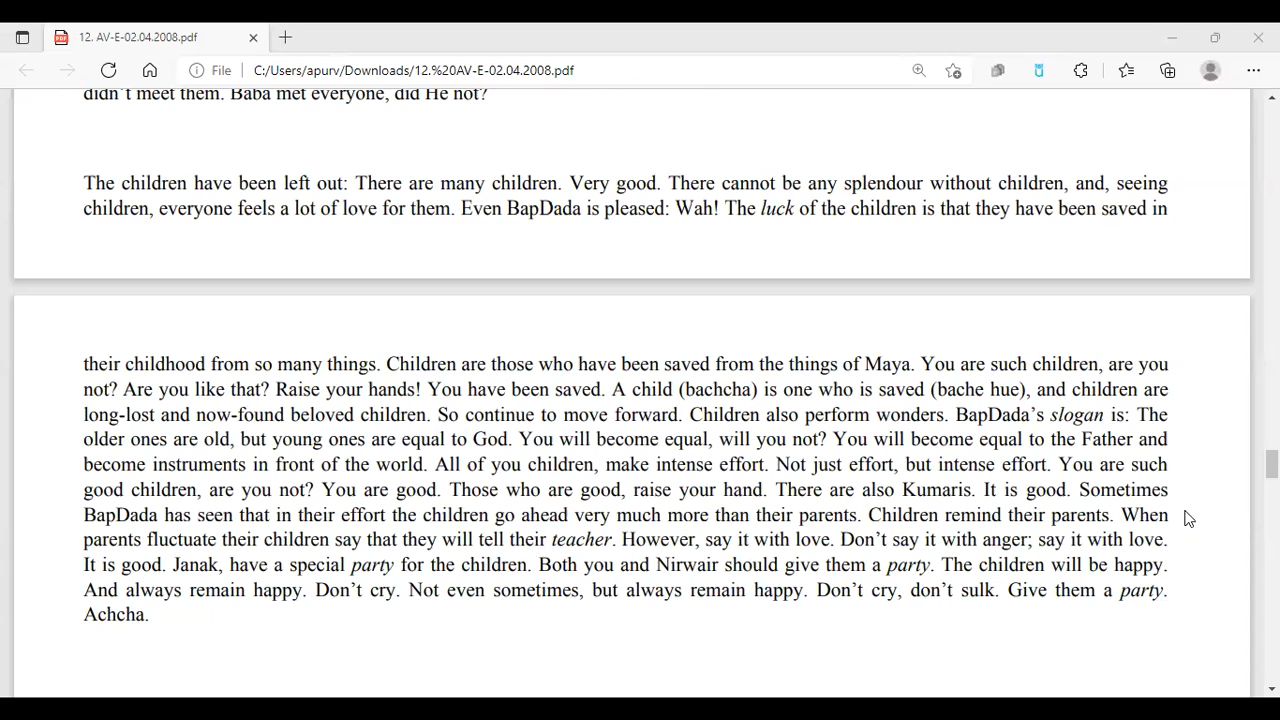 12. AV-E-02.04.2008.pdf
File C:/Users/apurv/Downloads/12.%20AV-E-02.04.2008.pdf
didn't meet them. Baba met everyone, did He not?
The children have been left out: There are many children. Very good. There cannot be any splendour without children, and, seeing
children, everyone feels a lot of love for them. Even BapDada is pleased: Wah! The luck of the children is that they have been saved in
their childhood from so many things. Children are those who have been saved from the things of Maya. You are such children, are you
not? Are you like that? Raise your hands! You have been saved. A child (bachcha) is one who is saved (bache hue), and children are
long-lost and now-found beloved children. So continue to move forward. Children also perform wonders. BapDada's slogan is: The
older ones are old, but young ones are equal to God. You will become equal, will you not? You will become equal to the Father and
become instruments in front of the world. All of you children, make intense effort. Not just effort, but intense effort. You are such
good children, are you not? You are good. Those who are good, raise your hand. There are also Kumaris. It is good. Sometimes
BapDada has seen that in their effort the children go ahead very much more than their parents. Children remind their parents. When
parents fluctuate their children say that they will tell their teacher. However, say it with love. Don't say it with anger; say it with love.
It is good. Janak, have a special party for the children. Both you and Nirwair should give them a party. The children will be happy.
And always remain happy. Don't cry. Not even sometimes, but always remain happy. Don't cry, don't sulk. Give them a party.
Achcha.